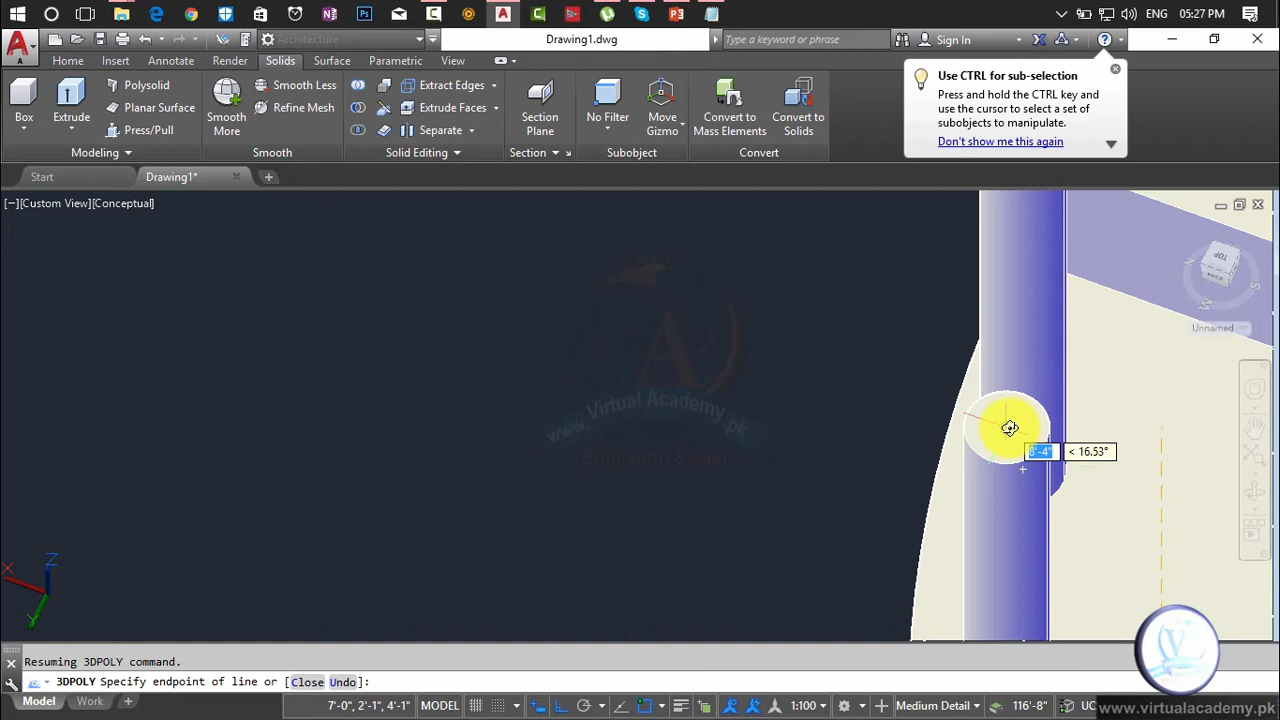 ENG 05:27 PM
Architecture
Drawing1.dwg
Type a keyword or phrase
Sign In
Home Insert Annotate Render Solids Surface Parametric View
Use CTRL for sub-selection
Press and hold the CTRL key and
use the cursor to select a set of
subobjects to manipulate.
Don't show me this again
Box
Extrude
Polysolid
Planar Surface
Press/Pull
Smooth
More
Smooth Less
Refine Mesh
Extract Edges
Extrude Faces
Separate
Section
Plane
No Filter
Move
Gizmo
Convert to
Mass Elements
Convert to
Solids
Modeling Smooth Solid Editing Section Subobject Convert
Start Drawing1*
[−][Custom View][Conceptual]
N
TOP
BACK
S
W
Unnamed
A
www.Virtual Academy.pk
Education System
8'-4" < 16.53°
Z
X
Y
Resuming 3DPOLY command.
3DPOLY Specify endpoint of line or [Close Undo]:
Model Work
7'-0", 2'-1", 4'-1" MODEL 1:100 Medium Detail 116'-8" UC
V
www.virtualacademy.pk